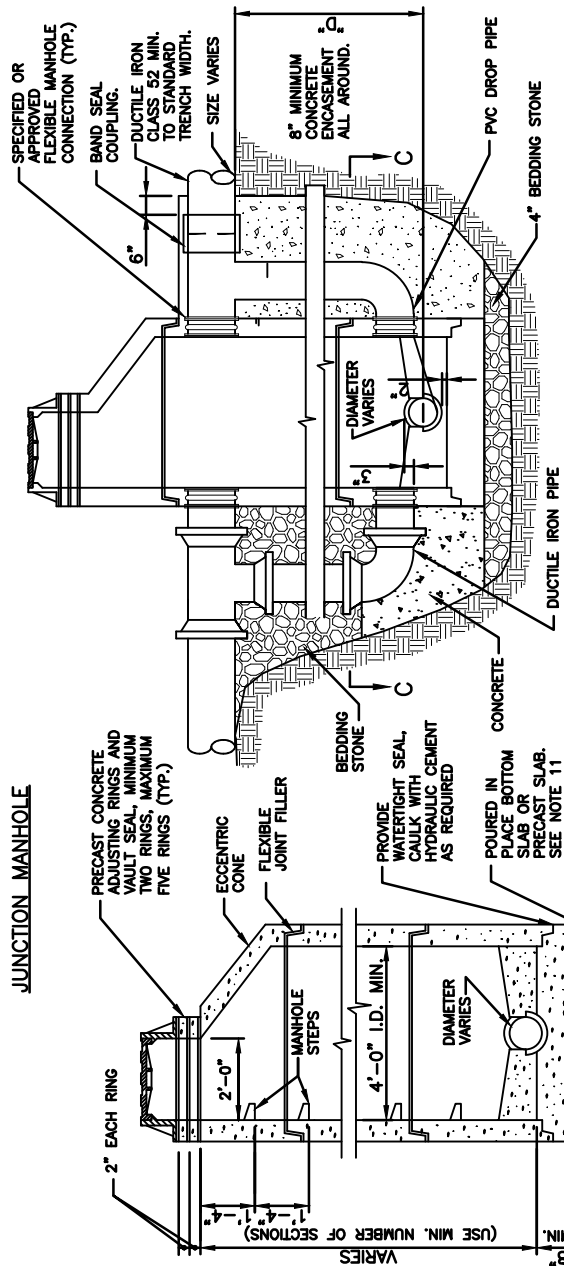 JUNCTION MANHOLE
2" EACH RING
PRECAST CONCRETE
ADJUSTING RINGS AND
VAULT SEAL, MINIMUM
TWO RINGS, MAXIMUM
FIVE RINGS (TYP.)
ECCENTRIC
CONE
FLEXIBLE
JOINT FILLER
2'-0"
MANHOLE
STEPS
1'-4"
1'-4"
4'-0" I.D. MIN.
VARIES
(USE MIN. NUMBER OF SECTIONS)
DIAMETER
VARIES
PROVIDE
WATERTIGHT SEAL,
CAULK WITH
HYDRAULIC CEMENT
AS REQUIRED
POURED IN
PLACE BOTTOM
SLAB OR
PRECAST SLAB.
SEE NOTE 11
8"
MIN.
SPECIFIED OR
APPROVED
FLEXIBLE MANHOLE
CONNECTION (TYP.)
BAND SEAL
COUPLING.
DUCTILE IRON
CLASS 52 MIN.
TO STANDARD
TRENCH WIDTH.
SIZE VARIES
6"
8" MINIMUM
CONCRETE
ENCASEMENT
ALL AROUND.
"D"
C
C
DIAMETER
VARIES
3"
2"
BEDDING
STONE
CONCRETE
DUCTILE IRON PIPE
PVC DROP PIPE
4" BEDDING STONE